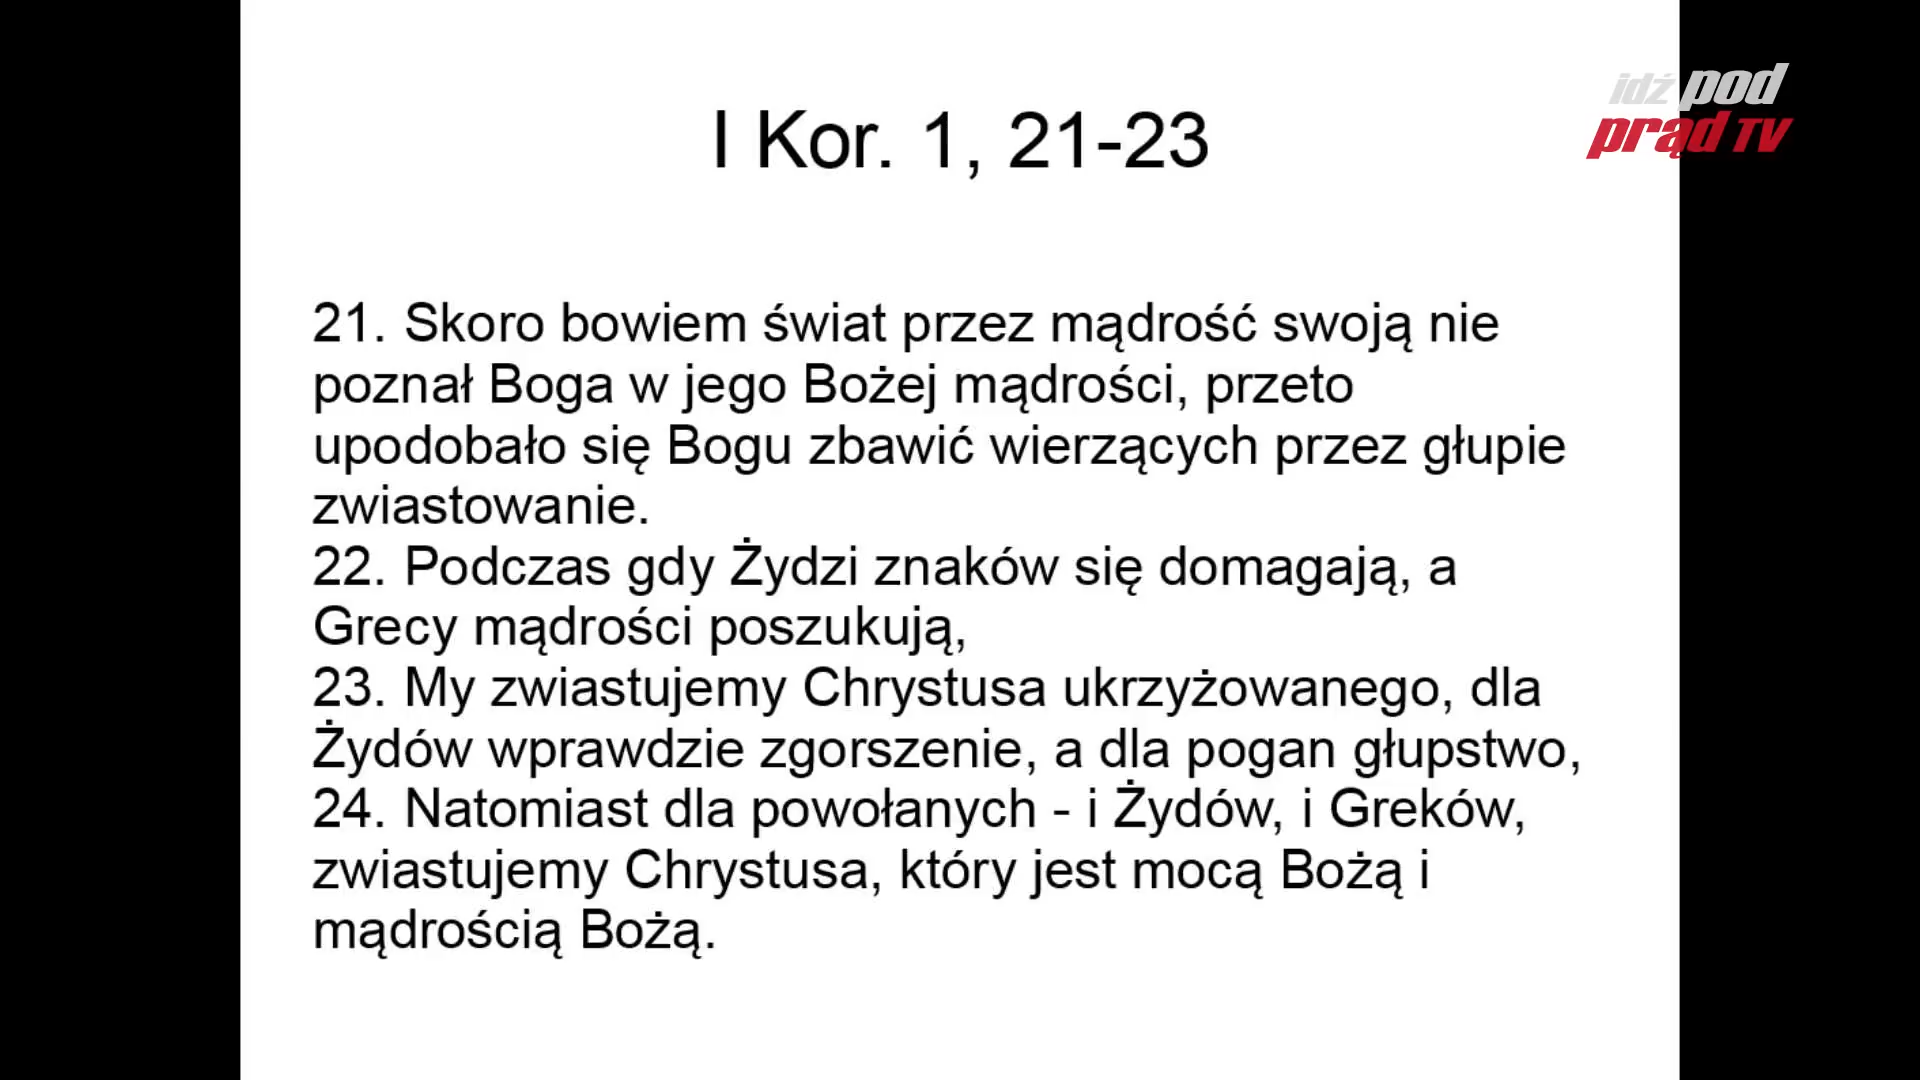 idź pod
prąd TV
I Kor. 1, 21-23
21. Skoro bowiem świat przez mądrość swoją nie
poznał Boga w jego Bożej mądrości, przeto
upodobało się Bogu zbawić wierzących przez głupie
zwiastowanie.
22. Podczas gdy Żydzi znaków się domagają, a
Grecy mądrości poszukują,
23. My zwiastujemy Chrystusa ukrzyżowanego, dla
Żydów wprawdzie zgorszenie, a dla pogan głupstwo,
24. Natomiast dla powołanych - i Żydów, i Greków,
zwiastujemy Chrystusa, który jest mocą Bożą i
mądrością Bożą.